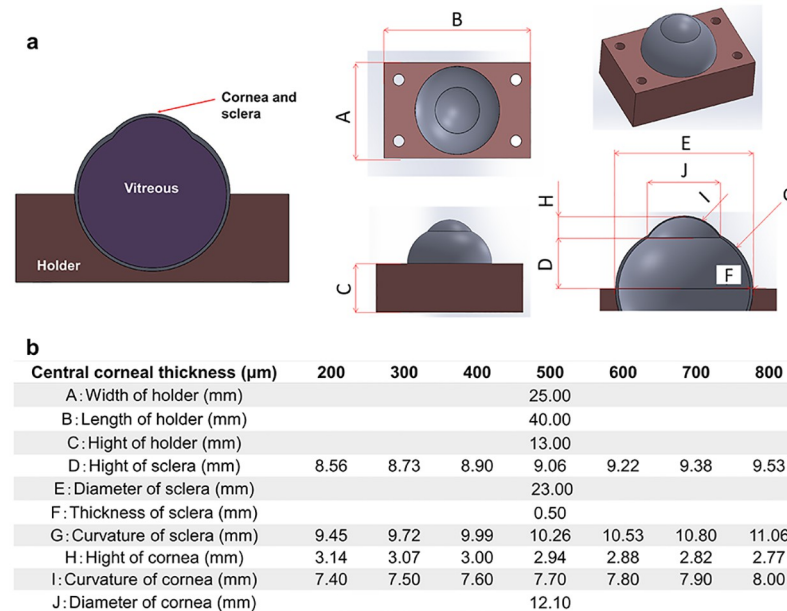 a
Cornea and
sclera
Vitreous
Holder
B
A
C
E
J
H
I
G
D
F
b
Central corneal thickness (μm) 200 300 400 500 600 700 800
A:Width of holder (mm) 25.00
B:Length of holder (mm) 40.00
C:Hight of holder (mm) 13.00
D:Hight of sclera (mm) 8.56 8.73 8.90 9.06 9.22 9.38 9.53
E:Diameter of sclera (mm) 23.00
F:Thickness of sclera (mm) 0.50
G:Curvature of sclera (mm) 9.45 9.72 9.99 10.26 10.53 10.80 11.06
H:Hight of cornea (mm) 3.14 3.07 3.00 2.94 2.88 2.82 2.77
I:Curvature of cornea (mm) 7.40 7.50 7.60 7.70 7.80 7.90 8.00
J:Diameter of cornea (mm) 12.10